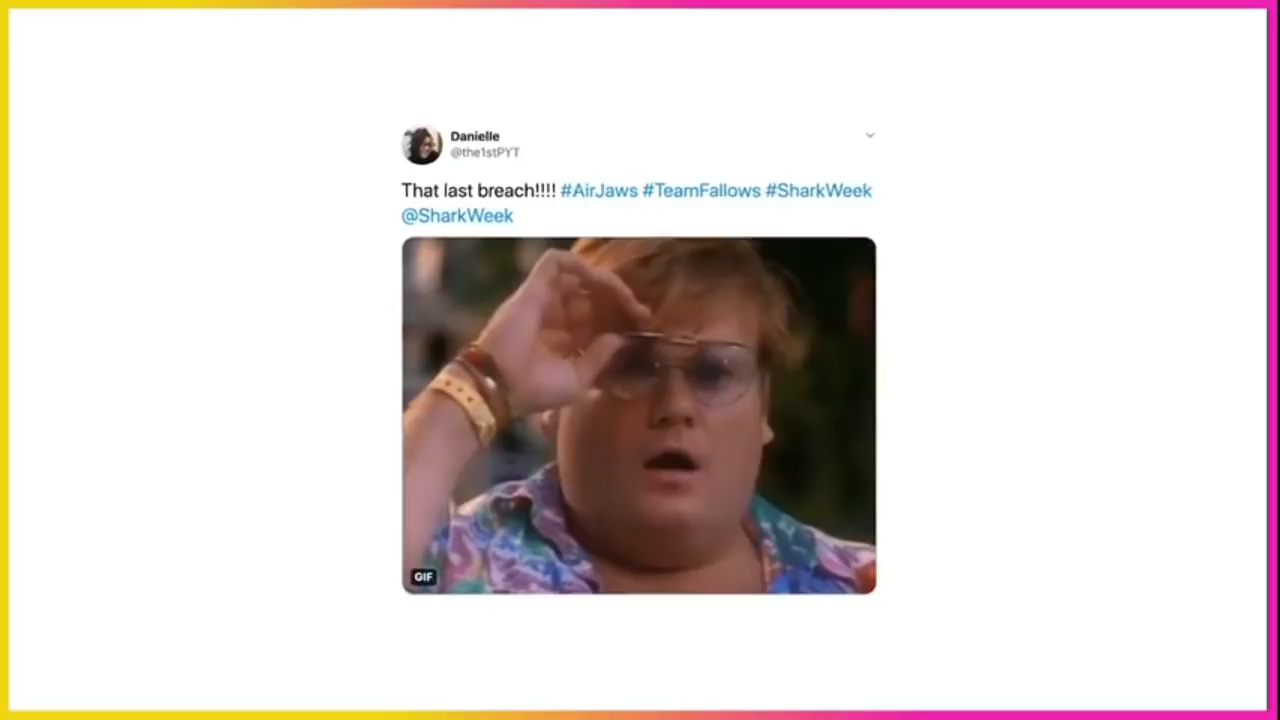 Danielle
@the1stPYT
That last breach!!!! #AirJaws #TeamFallows #SharkWeek
@SharkWeek
GIF